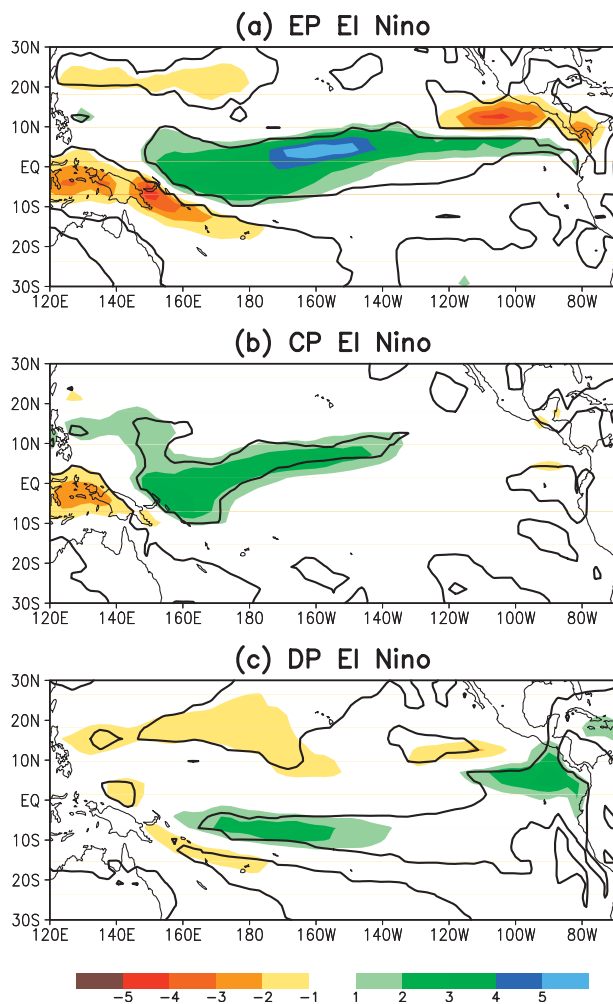 (a) EP El Nino
30N
20N
10N
EQ
10S
20S
30S
120E 140E 160E 180 160W 140W 120W 100W 80W
(b) CP El Nino
30N
20N
10N
EQ
10S
20S
30S
120E 140E 160E 180 160W 140W 120W 100W 80W
(c) DP El Nino
30N
20N
10N
EQ
10S
20S
30S
120E 140E 160E 180 160W 140W 120W 100W 80W
-5 -4 -3 -2 -1 1 2 3 4 5